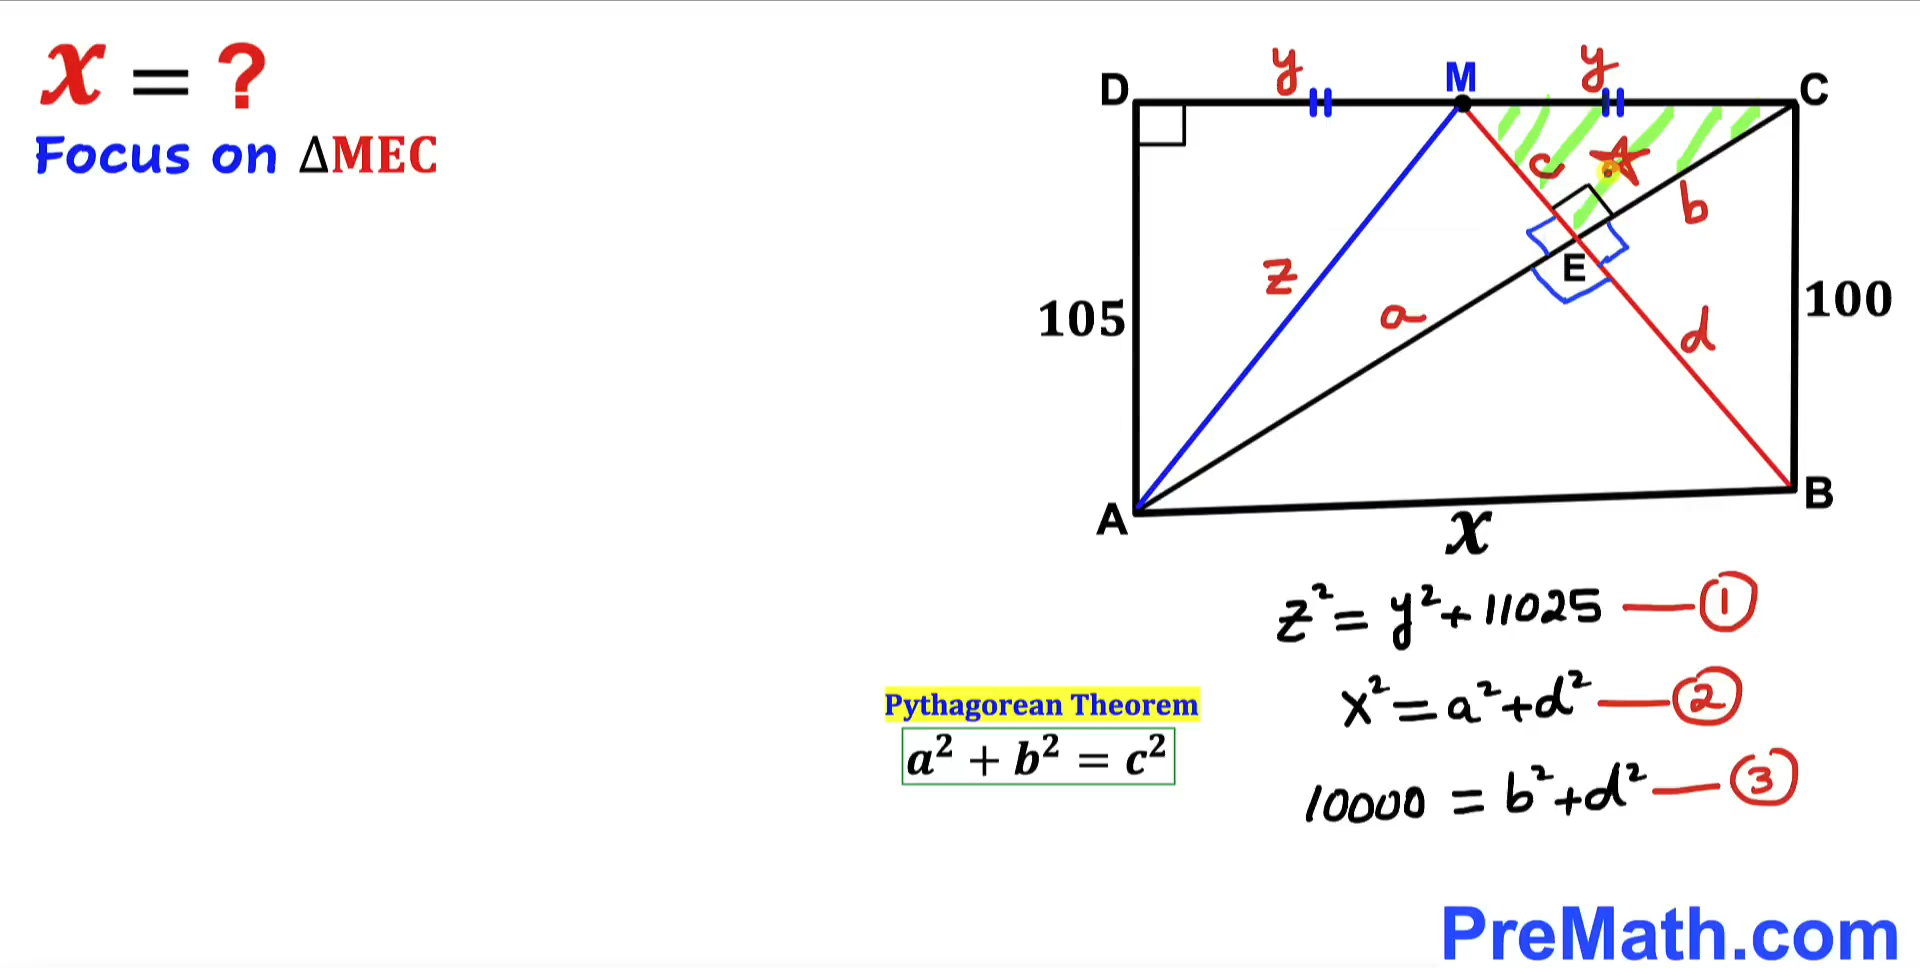 x = ?
Focus on ΔMEC
y
y
D
M
C
c
b
z
E
105
a
d
100
A
B
x
z² = y² + 11025 — ①
x² = a² + d² — ②
10000 = b² + d² — ③
Pythagorean Theorem
a² + b² = c²
PreMath.com